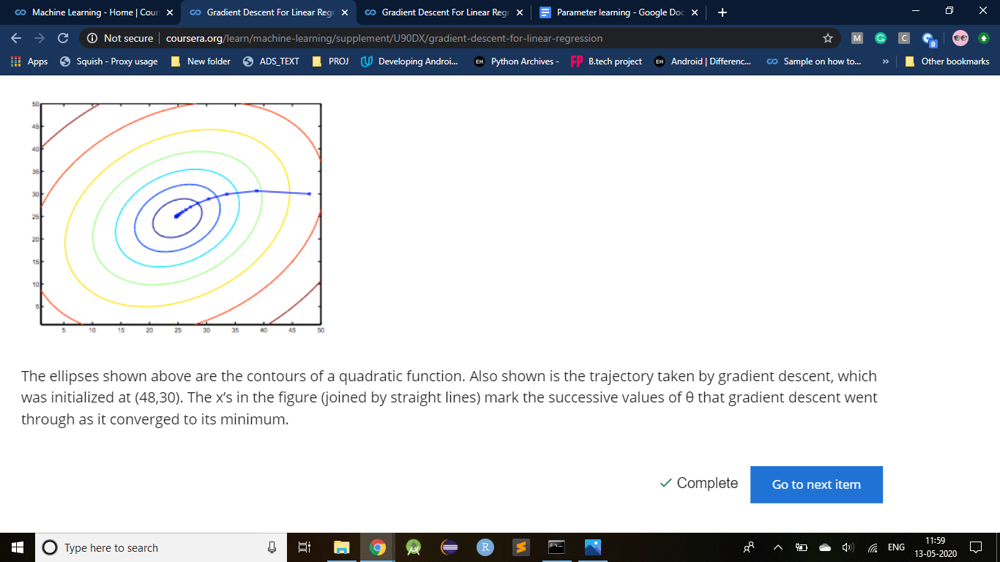 Machine Learning - Home | Cour
Gradient Descent For Linear Regr
Gradient Descent For Linear Regr
Parameter learning - Google Doc
Not secure
coursera.org/learn/machine-learning/supplement/U90DX/gradient-descent-for-linear-regression
M
G
C
0
Apps
Squish - Proxy usage
New folder
ADS_TEXT
PROJ
Developing Androi...
EH
Python Archives -
FP
B.tech project
EH
Android | Differenc...
Sample on how to...
»
Other bookmarks
50
45
40
35
30
25
20
15
10
5
5 10 15 20 25 30 35 40 45 50
The ellipses shown above are the contours of a quadratic function. Also shown is the trajectory taken by gradient descent, which
was initialized at (48,30). The x’s in the figure (joined by straight lines) mark the successive values of θ that gradient descent went
through as it converged to its minimum.
Complete
Go to next item
Type here to search
R
ENG
11:59
13-05-2020